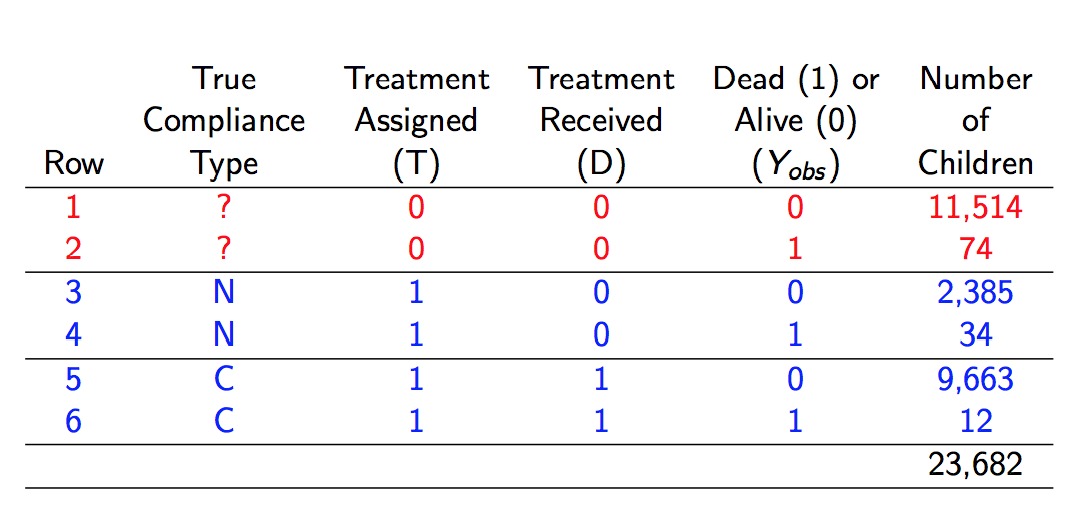 True Treatment Treatment Dead (1) or Number
Compliance Assigned Received Alive (0) of
Row Type (T) (D) (Y_obs) Children
1 ? 0 0 0 11,514
2 ? 0 0 1 74
3 N 1 0 0 2,385
4 N 1 0 1 34
5 C 1 1 0 9,663
6 C 1 1 1 12
23,682